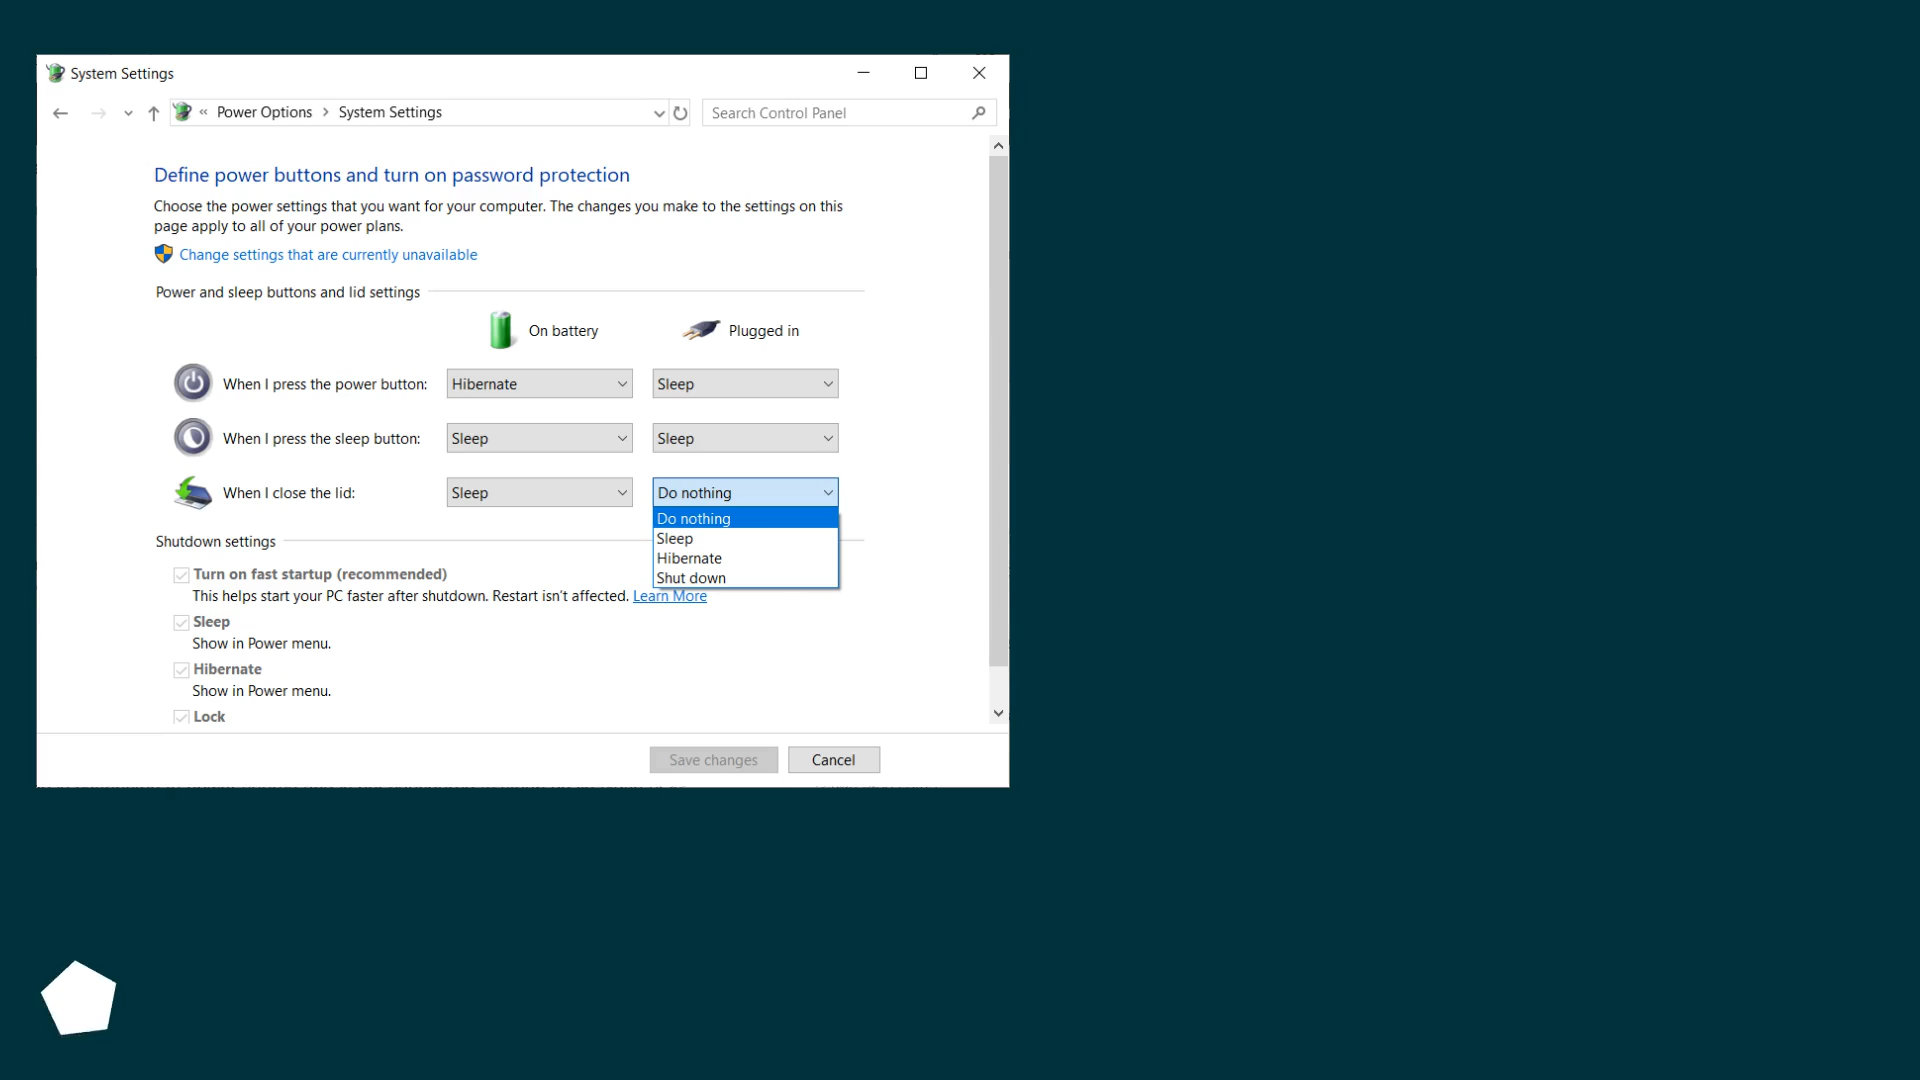 System Settings
« Power Options > System Settings
Search Control Panel
Define power buttons and turn on password protection
Choose the power settings that you want for your computer. The changes you make to the settings on this
page apply to all of your power plans.
Change settings that are currently unavailable
Power and sleep buttons and lid settings
On battery
Plugged in
When I press the power button:
Hibernate
Sleep
When I press the sleep button:
Sleep
Sleep
When I close the lid:
Sleep
Do nothing
Do nothing
Sleep
Hibernate
Shut down
Shutdown settings
Turn on fast startup (recommended)
This helps start your PC faster after shutdown. Restart isn't affected. Learn More
Sleep
Show in Power menu.
Hibernate
Show in Power menu.
Lock
Save changes
Cancel